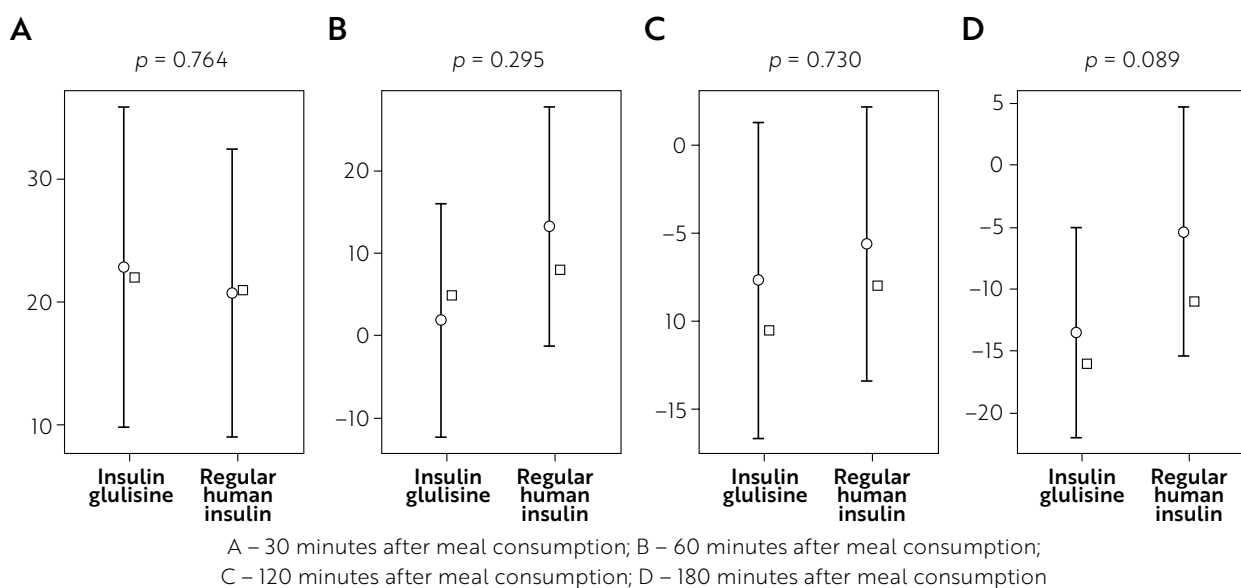 A
p = 0.764
30
20
10
Insulin
glulisine
Regular
human
insulin
B
p = 0.295
20
10
0
–10
Insulin
glulisine
Regular
human
insulin
C
p = 0.730
0
–5
10
–15
Insulin
glulisine
Regular
human
insulin
D
p = 0.089
5
0
–5
–10
–15
–20
Insulin
glulisine
Regular
human
insulin
A – 30 minutes after meal consumption; B – 60 minutes after meal consumption;
C – 120 minutes after meal consumption; D – 180 minutes after meal consumption